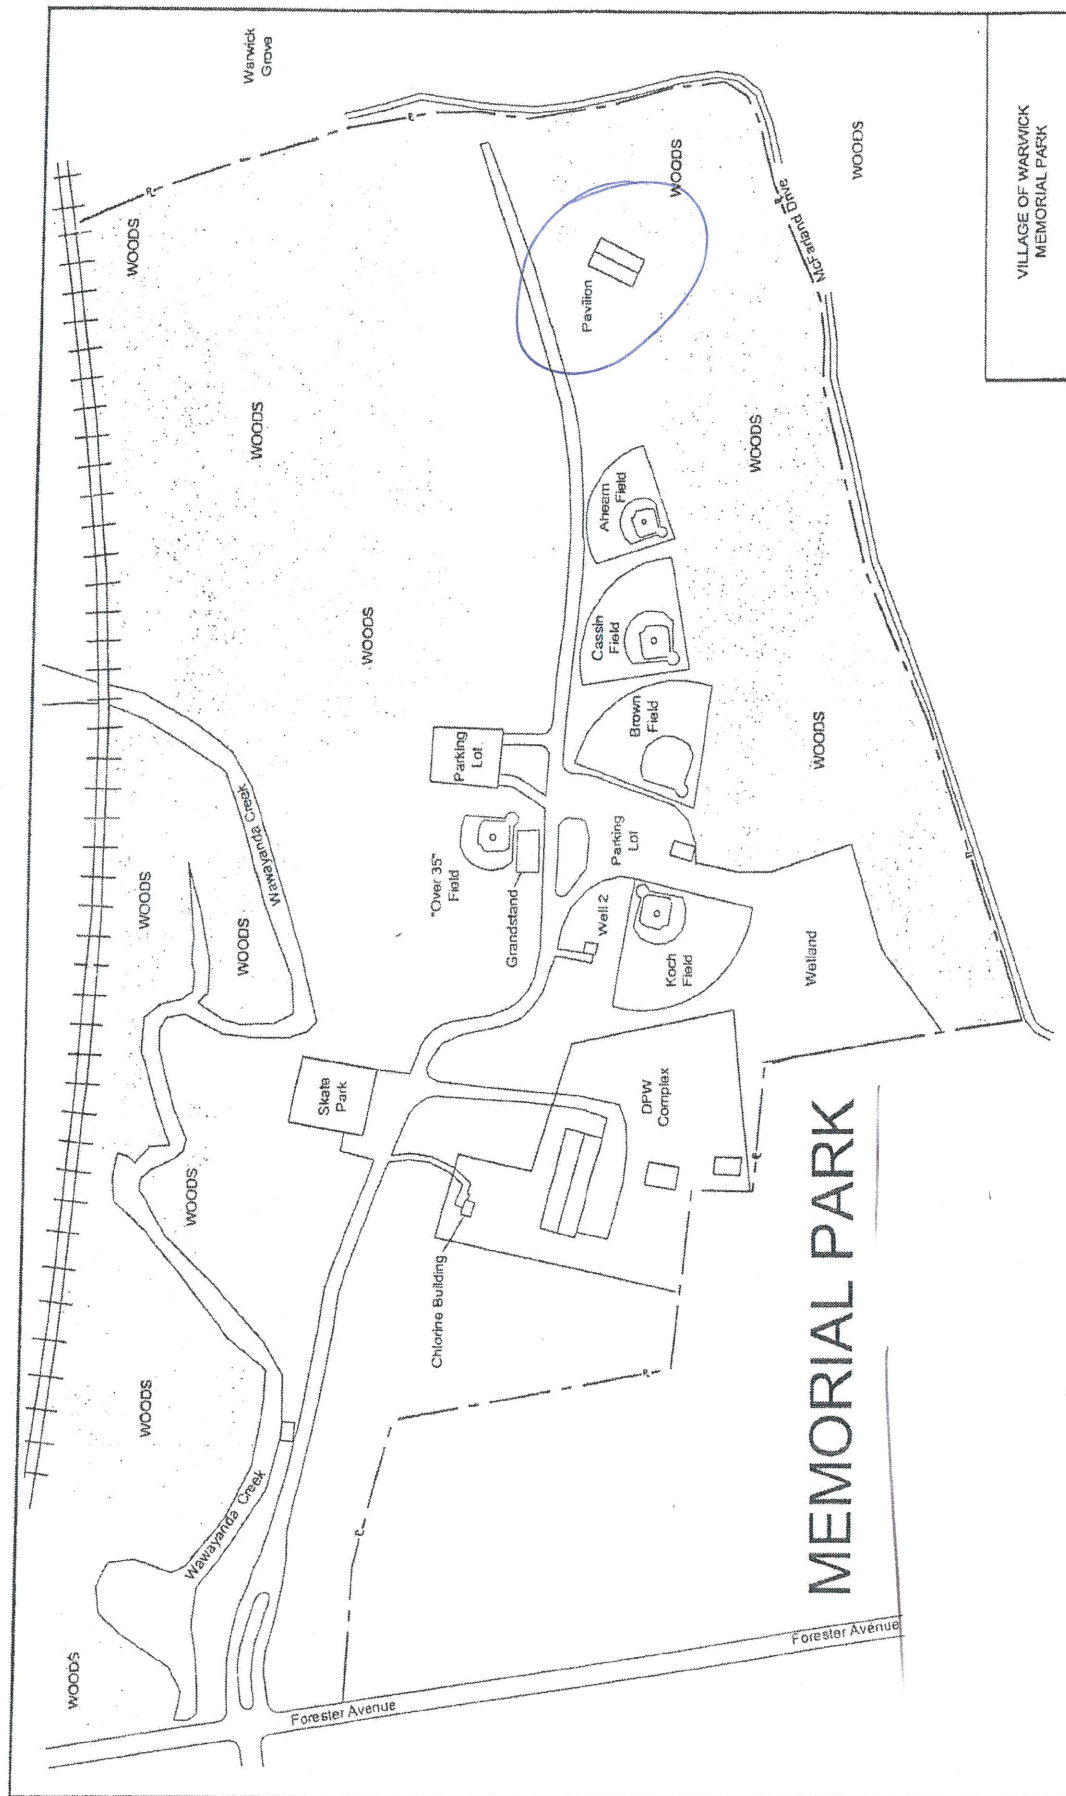 WOODS
WOODS
WOODS
WOODS
WOODS
Wawayanda Creek
WOODS
Wawayanda Creek
WOODS
Warwick
Grove
Skate
Park
Forester Avenue
WOODS
"Over 35"
Field
Chlorine Building
Parking
Lot
Grandstand
Pavilion
Well 2
Ahearn
Field
Cassin
Field
Parking
Lot
Brown
Field
DPW
Complex
Koch
Field
WOODS
WOODS
McFarland Drive
Wetland
WOODS
Forester Avenue
MEMORIAL PARK
WOODS
VILLAGE OF WARWICK
MEMORIAL PARK